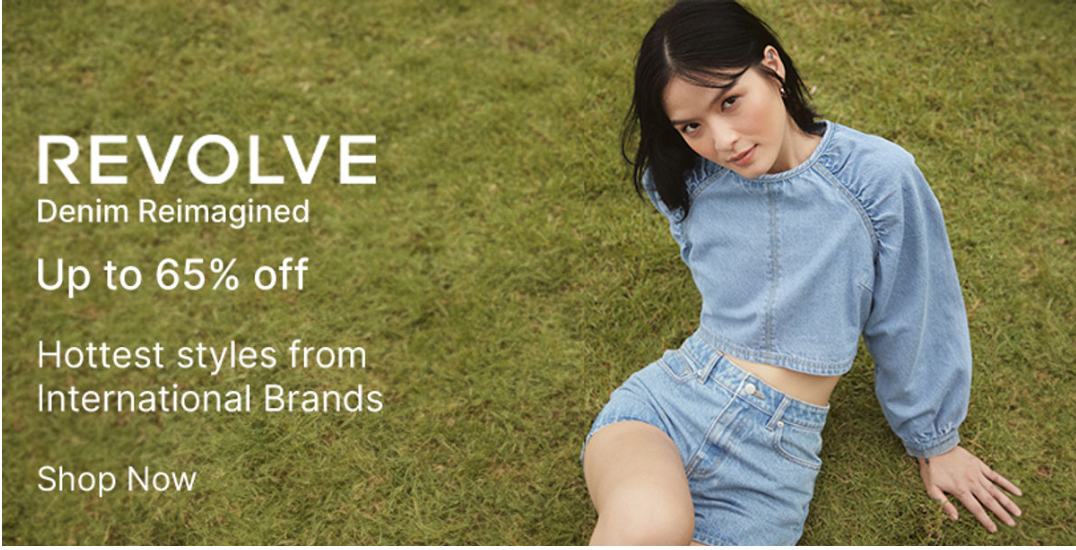 REVOLVE
Denim Reimagined
Up to 65% off
Hottest styles from
International Brands
Shop Now